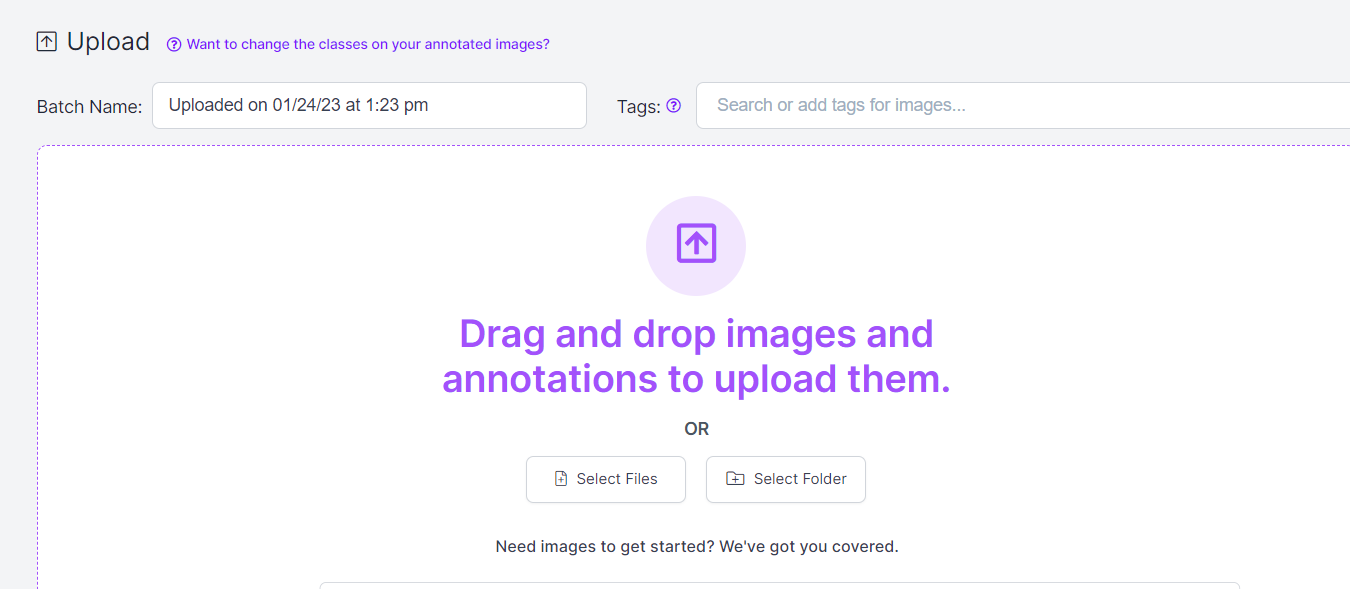 Upload Want to change the classes on your annotated images?
Batch Name: Uploaded on 01/24/23 at 1:23 pm Tags: Search or add tags for images...
Drag and drop images and
annotations to upload them.
OR
Select Files Select Folder
Need images to get started? We've got you covered.